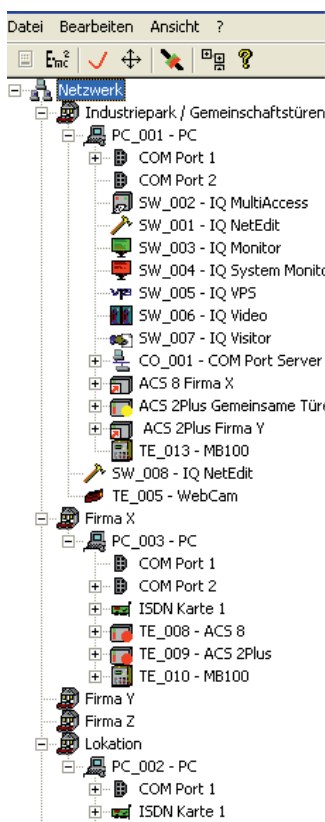 Datei Bearbeiten Ansicht ?
Netzwerk
Industriepark / Gemeinschaftstüren
PC_001 - PC
COM Port 1
COM Port 2
SW_002 - IQ MultiAccess
SW_001 - IQ NetEdit
SW_003 - IQ Monitor
SW_004 - IQ System Monito
SW_005 - IQ VPS
SW_006 - IQ Video
SW_007 - IQ Visitor
CO_001 - COM Port Server
ACS 8 Firma X
ACS 2Plus Gemeinsame Türe
ACS 2Plus Firma Y
TE_013 - MB100
SW_008 - IQ NetEdit
TE_005 - WebCam
Firma X
PC_003 - PC
COM Port 1
COM Port 2
ISDN Karte 1
TE_008 - ACS 8
TE_009 - ACS 2Plus
TE_010 - MB100
Firma Y
Firma Z
Lokation
PC_002 - PC
COM Port 1
ISDN Karte 1